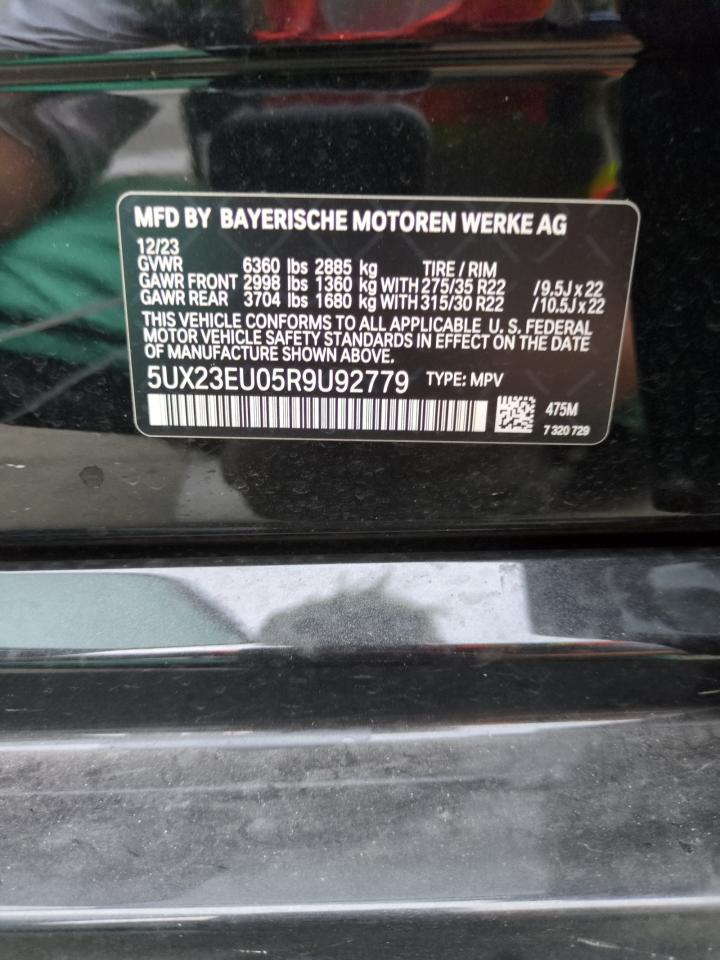 MFD BY BAYERISCHE MOTOREN WERKE AG
12/23
GVWR 6360 lbs 2885 kg TIRE / RIM
GAWR FRONT 2998 lbs 1360 kg WITH 275/35 R22 / 9.5J x 22
GAWR REAR 3704 lbs 1680 kg WITH 315/30 R22 / 10.5J x 22
THIS VEHICLE CONFORMS TO ALL APPLICABLE U. S. FEDERAL
MOTOR VEHICLE SAFETY STANDARDS IN EFFECT ON THE DATE
OF MANUFACTURE SHOWN ABOVE.
5UX23EU05R9U92779 TYPE: MPV
475M
7 320 729